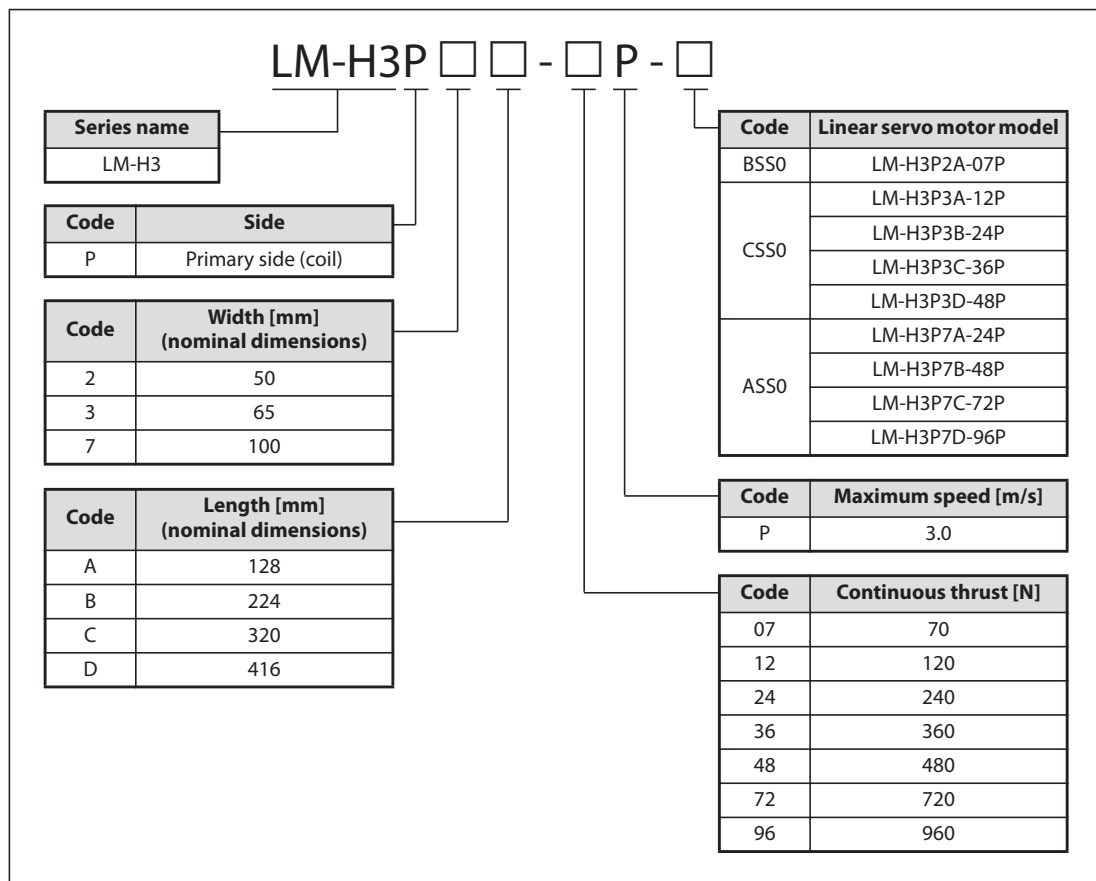 LM-H3P □ □ - □ P - □
Series name
LM-H3
Code Side
P Primary side (coil)
Code Width [mm]
(nominal dimensions)
2 50
3 65
7 100
Code Length [mm]
(nominal dimensions)
A 128
B 224
C 320
D 416
Code Linear servo motor model
BSS0 LM-H3P2A-07P
CSS0 LM-H3P3A-12P
LM-H3P3B-24P
LM-H3P3C-36P
LM-H3P3D-48P
ASS0 LM-H3P7A-24P
LM-H3P7B-48P
LM-H3P7C-72P
LM-H3P7D-96P
Code Maximum speed [m/s]
P 3.0
Code Continuous thrust [N]
07 70
12 120
24 240
36 360
48 480
72 720
96 960